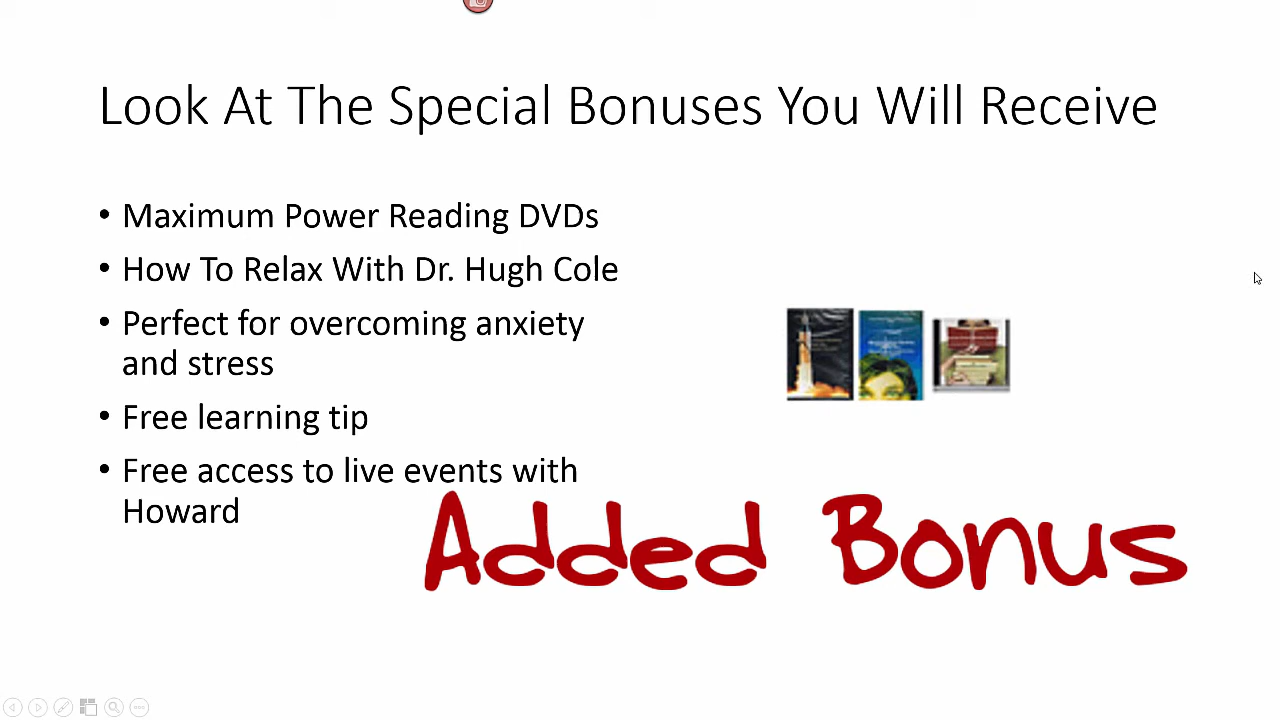 Look At The Special Bonuses You Will Receive
• Maximum Power Reading DVDs
• How To Relax With Dr. Hugh Cole
• Perfect for overcoming anxiety
and stress
• Free learning tip
• Free access to live events with
Howard
Added Bonus